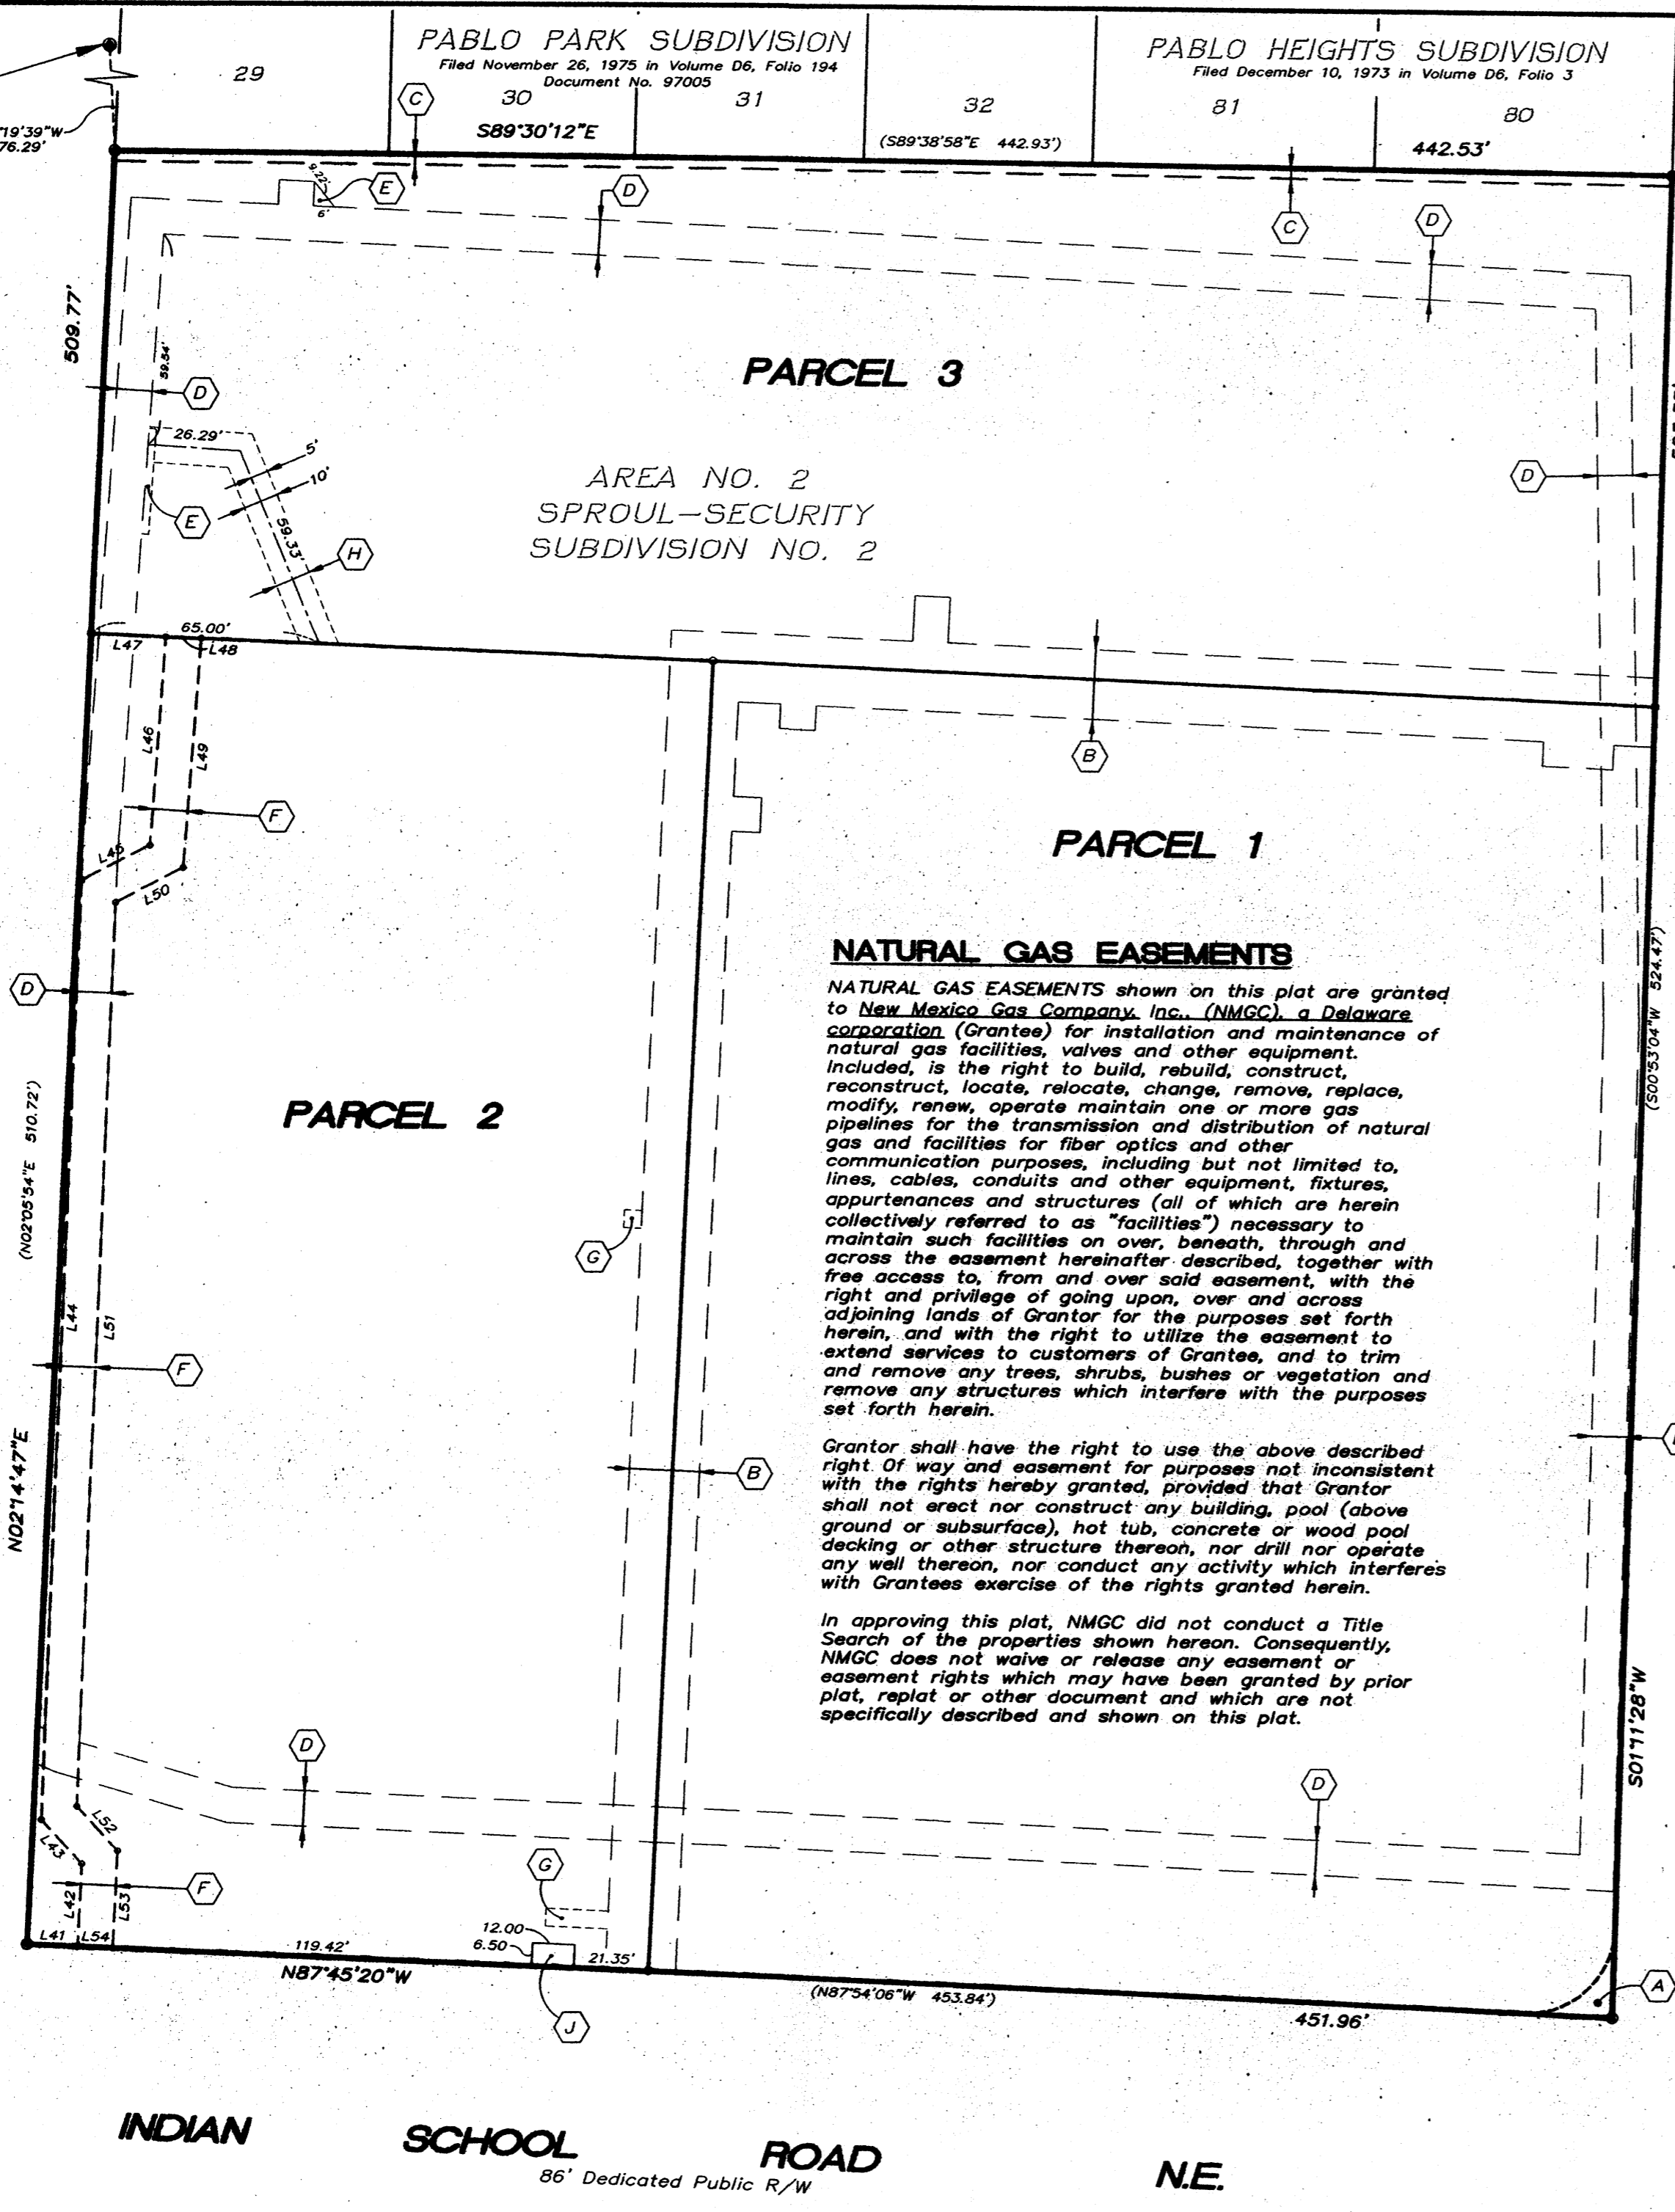 PABLO PARK SUBDIVISION
Filed November 26, 1975 in Volume D6, Folio 194
Document No. 97005
PABLO HEIGHTS SUBDIVISION
Filed December 10, 1973 in Volume D6, Folio 3
29
30
31
32
81
80
C
S89°30'12"E
(S89°38'58"E 442.93')
442.53'
19'39"W
76.29'
9.22'
6'
E
D
C
D
509.77'
59.54'
D
PARCEL 3
26.29'
5'
10'
E
59.33'
H
D
AREA NO. 2
SPROUL-SECURITY
SUBDIVISION NO. 2
65.00'
L47
L48
L46
L49
B
F
L45
L50
PARCEL 1
D
(N02°05'54"E 510.72')
PARCEL 2
NATURAL GAS EASEMENTS
NATURAL GAS EASEMENTS shown on this plat are granted
to New Mexico Gas Company, Inc., (NMGC), a Delaware
corporation (Grantee) for installation and maintenance of
natural gas facilities, valves and other equipment.
Included, is the right to build, rebuild, construct,
reconstruct, locate, relocate, change, remove, replace,
modify, renew, operate maintain one or more gas
pipelines for the transmission and distribution of natural
gas and facilities for fiber optics and other
communication purposes, including but not limited to,
lines, cables, conduits and other equipment, fixtures,
appurtenances and structures (all of which are herein
collectively referred to as "facilities") necessary to
maintain such facilities on over, beneath, through and
across the easement hereinafter described, together with
free access to, from and over said easement, with the
right and privilege of going upon, over and across
adjoining lands of Grantor for the purposes set forth
herein, and with the right to utilize the easement to
extend services to customers of Grantee, and to trim
and remove any trees, shrubs, bushes or vegetation and
remove any structures which interfere with the purposes
set forth herein.
Grantor shall have the right to use the above described
right Of way and easement for purposes not inconsistent
with the rights hereby granted, provided that Grantor
shall not erect nor construct any building, pool (above
ground or subsurface), hot tub, concrete or wood pool
decking or other structure thereon, nor drill nor operate
any well thereon, nor conduct any activity which interferes
with Grantees exercise of the rights granted herein.
In approving this plat, NMGC did not conduct a Title
Search of the properties shown hereon. Consequently,
NMGC does not waive or release any easement or
easement rights which may have been granted by prior
plat, replat or other document and which are not
specifically described and shown on this plat.
(S00°53'04"W 524.47')
G
L44
L51
F
N02°14'47"E
B
S01°11'28"W
D
D
L52
L43
G
F
L42
L53
L41
L54
12.00
6.50
119.42'
21.35'
N87°45'20"W
(N87°54'06"W 453.84')
451.96'
A
J
INDIAN SCHOOL ROAD N.E.
86' Dedicated Public R/W